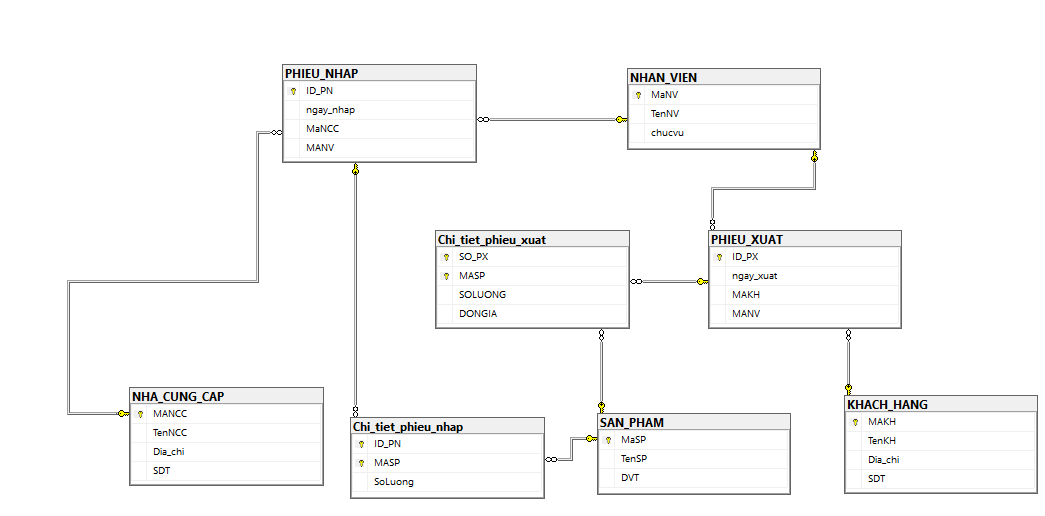 PHIEU_NHAP
ID_PN
ngay_nhap
MaNCC
MANV
NHAN_VIEN
MaNV
TenNV
chucvu
Chi_tiet_phieu_xuat
SO_PX
MASP
SOLUONG
DONGIA
PHIEU_XUAT
ID_PX
ngay_xuat
MAKH
MANV
NHA_CUNG_CAP
MANCC
TenNCC
Dia_chi
SDT
Chi_tiet_phieu_nhap
ID_PN
MASP
SoLuong
SAN_PHAM
MaSP
TenSP
DVT
KHACH_HANG
MAKH
TenKH
Dia_chi
SDT